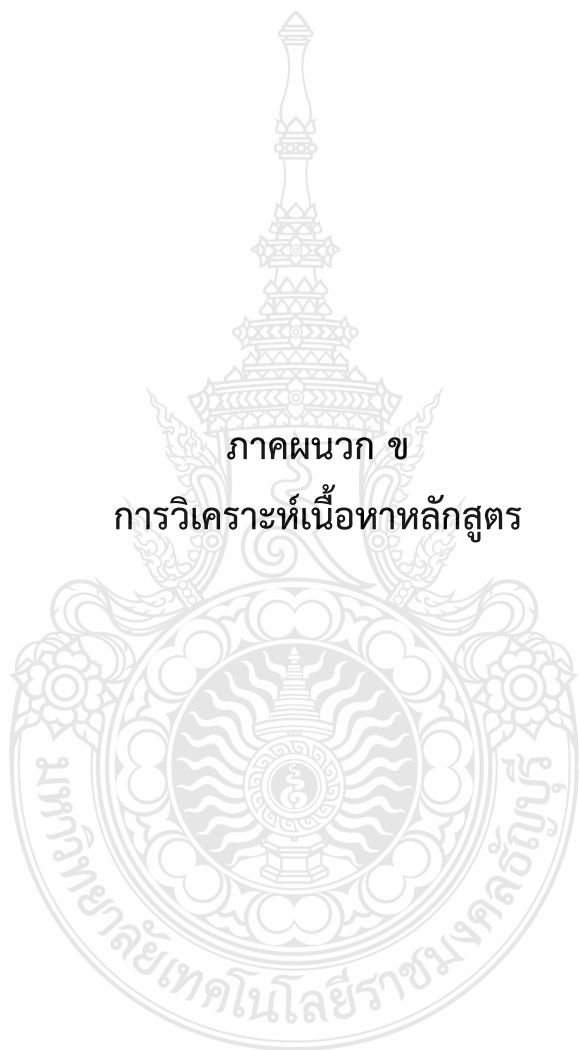 ภาคผนวก ข
การวิเคราะห์เนื้อหาหลักสูตร
มหาวิทยาลัยเทคโนโลยีราชมงคลธัญบุรี